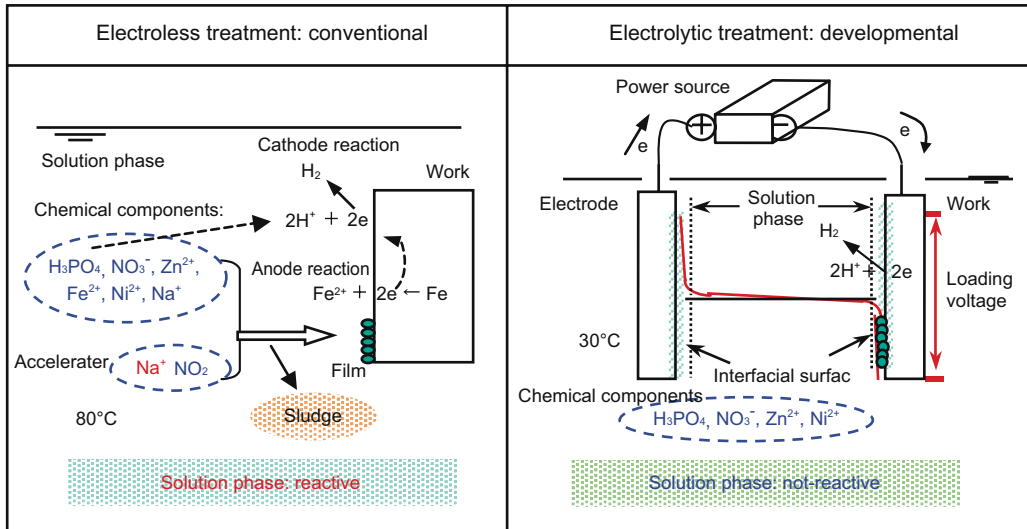 Electroless treatment: conventional
Solution phase
Cathode reaction
H₂
Work
Chemical components:
2H⁺ + 2e
H₃PO₄, NO₃⁻, Zn²⁺,
Fe²⁺, Ni²⁺, Na⁺
Anode reaction
Fe²⁺ + 2e ← Fe
Accelerater
Na⁺ NO₂
Film
80°C
Sludge
Solution phase: reactive
Electrolytic treatment: developmental
Power source
+
−
e
e
Electrode
Solution
phase
Work
H₂
2H⁺+ 2e
Loading
voltage
30°C
Interfacial surfac
Chemical components
H₃PO₄, NO₃⁻, Zn²⁺, Ni²⁺
Solution phase: not-reactive